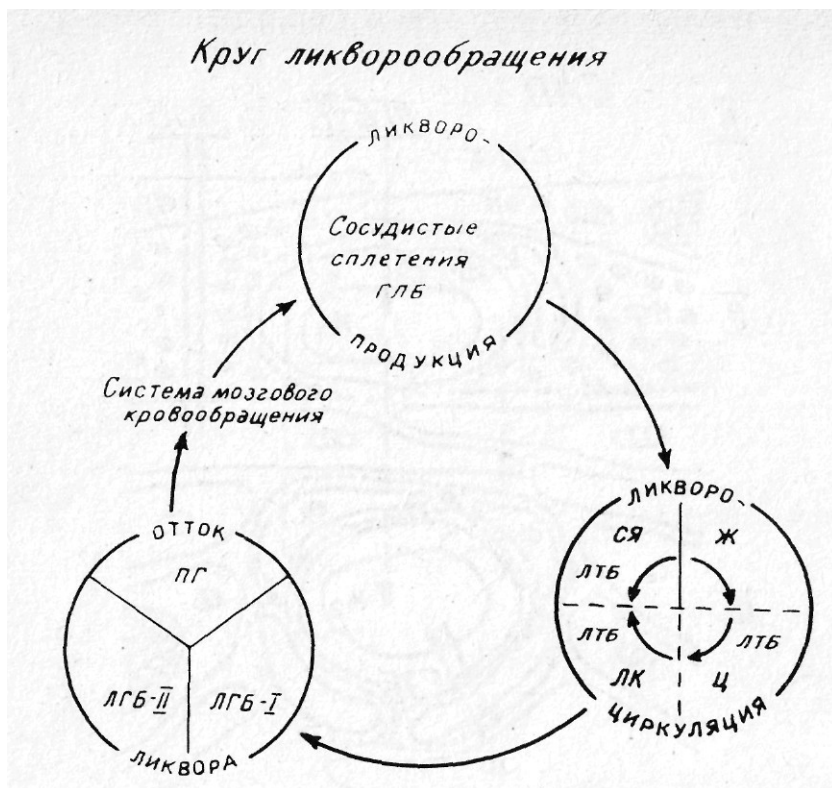 Круг ликворообращения
ЛИКВОРО-
Сосудистые
сплетения
ГЛБ
ПРОДУКЦИЯ
Система мозгового
кровообращения
ЛИКВОРО-
СЯ Ж
ЛТБ
ЛТБ ЛТБ
ЛК Ц
ЦИРКУЛЯЦИЯ
ОТТОК
ПГ
ЛГБ-II ЛГБ-I
ЛИКВОРА